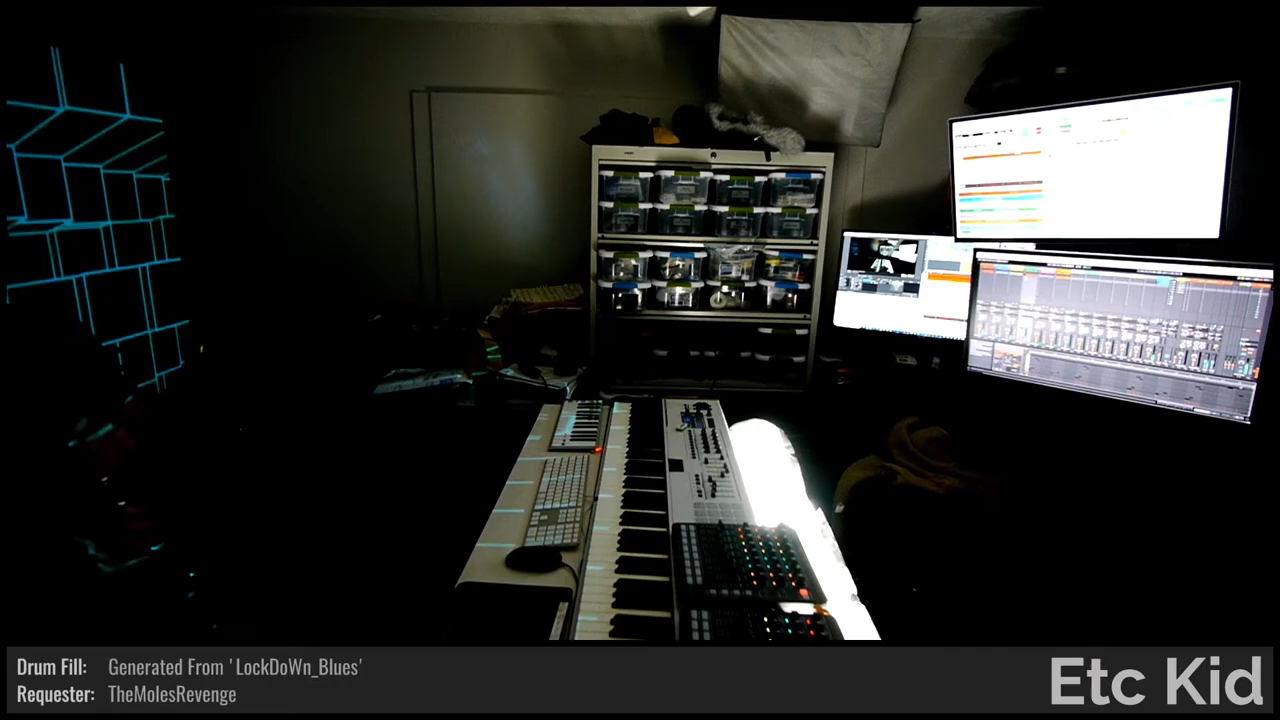 Drum Fill: Generated From 'LockDoWn_Blues'
Requester: TheMolesRevenge
Etc Kid